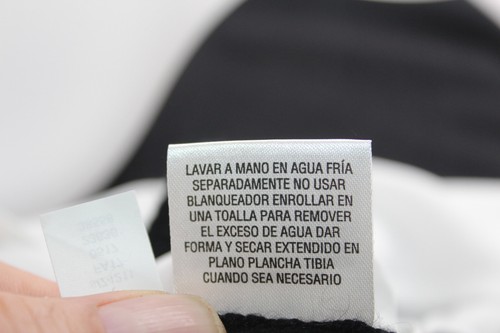 LAVAR A MANO EN AGUA FRÍA
SEPARADAMENTE NO USAR
BLANQUEADOR ENROLLAR EN
UNA TOALLA PARA REMOVER
EL EXCESO DE AGUA DAR
FORMA Y SECAR EXTENDIDO EN
PLANO PLANCHA TIBIA
CUANDO SEA NECESARIO